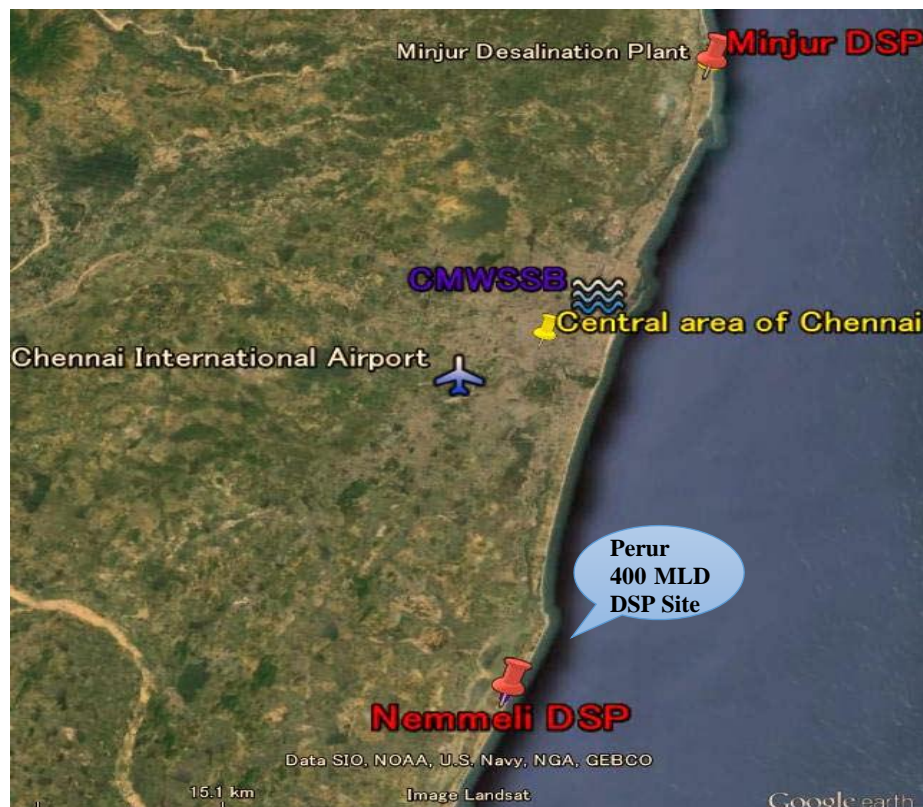 Minjur DSP
Minjur Desalination Plant
CMWSSB
Central area of Chennai
Chennai International Airport
Perur
400 MLD
DSP Site
Nemmeli DSP
Data SIO, NOAA, U.S. Navy, NGA, GEBCO
15.1 km
Image Landsat
Google earth